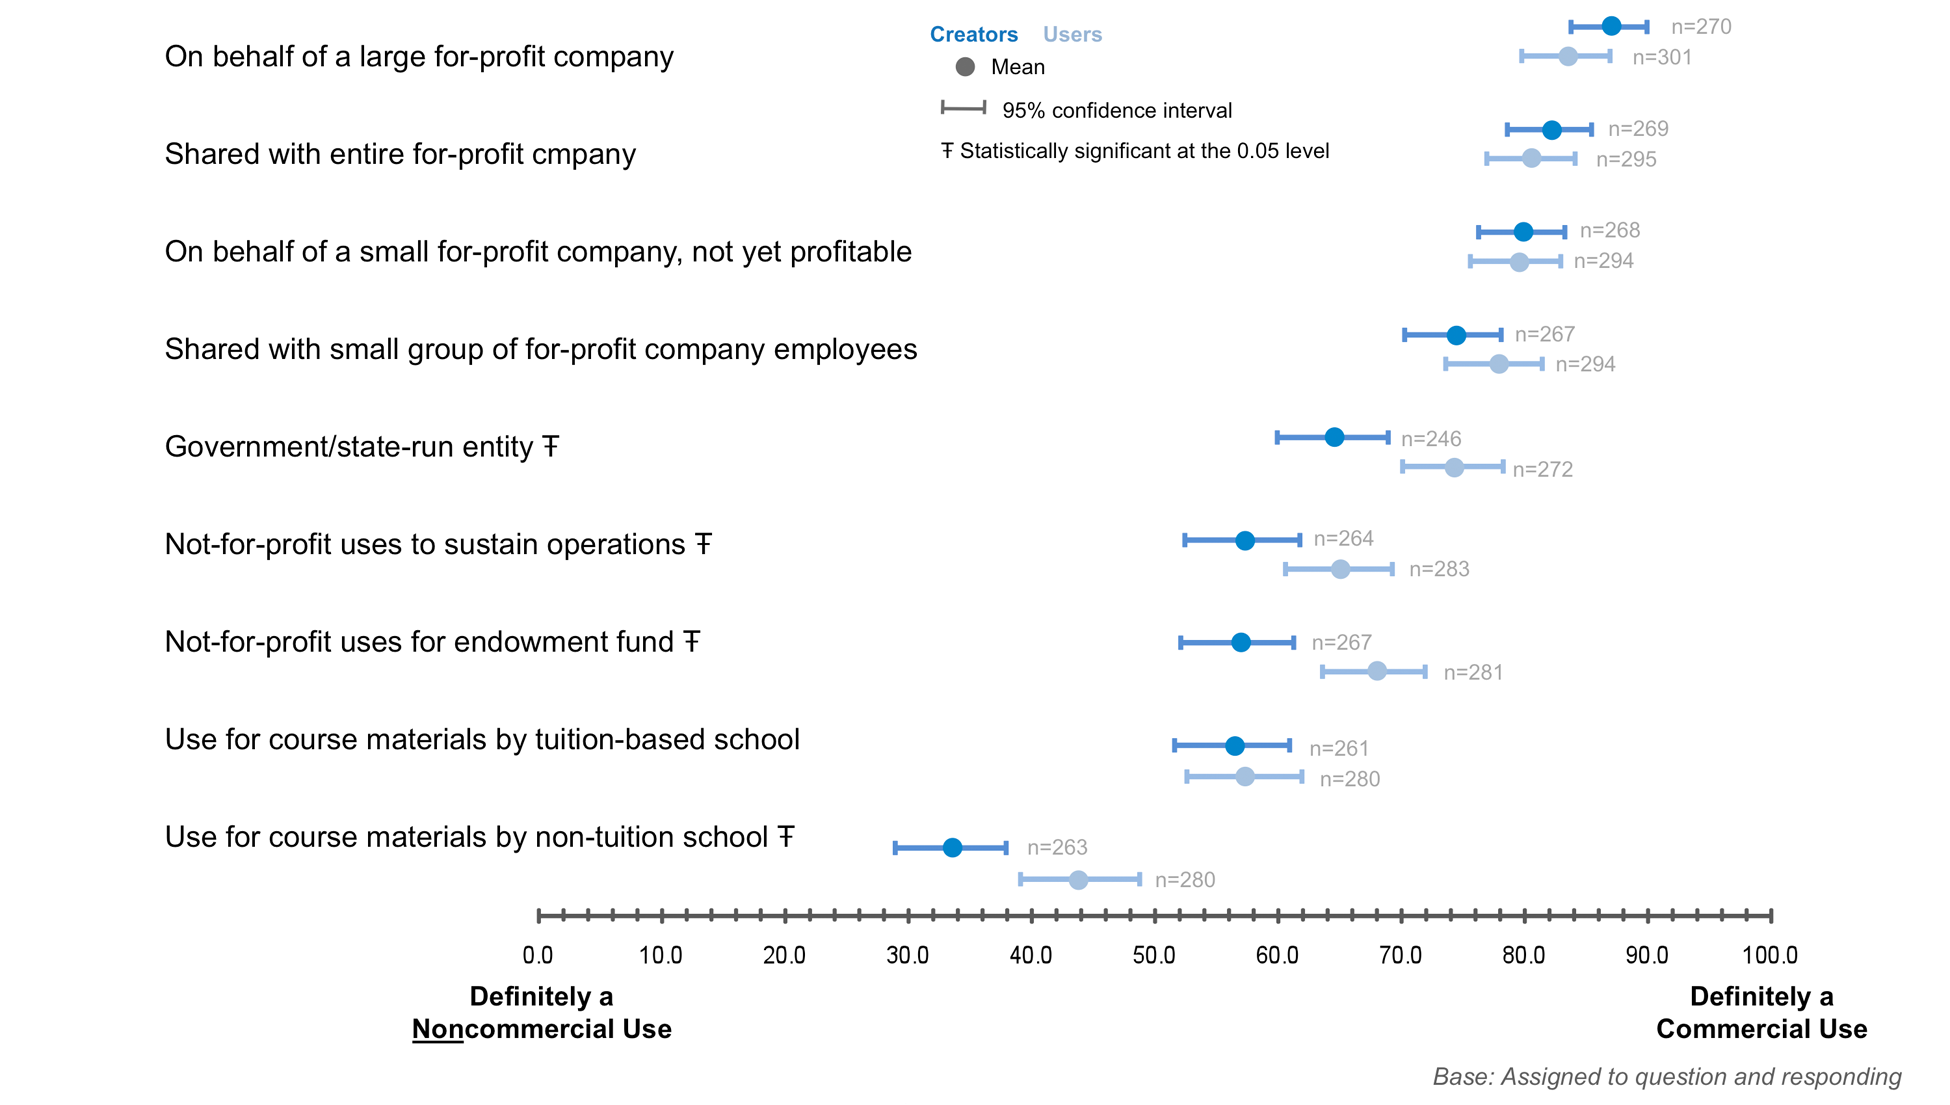 Creators Users
Mean
95% confidence interval
Ŧ Statistically significant at the 0.05 level
On behalf of a large for-profit company
n=270
n=301
Shared with entire for-profit cmpany
n=269
n=295
On behalf of a small for-profit company, not yet profitable
n=268
n=294
Shared with small group of for-profit company employees
n=267
n=294
Government/state-run entity Ŧ
n=246
n=272
Not-for-profit uses to sustain operations Ŧ
n=264
n=283
Not-for-profit uses for endowment fund Ŧ
n=267
n=281
Use for course materials by tuition-based school
n=261
n=280
Use for course materials by non-tuition school Ŧ
n=263
n=280
0.0 10.0 20.0 30.0 40.0 50.0 60.0 70.0 80.0 90.0 100.0
Definitely a
Noncommercial Use
Definitely a
Commercial Use
Base: Assigned to question and responding